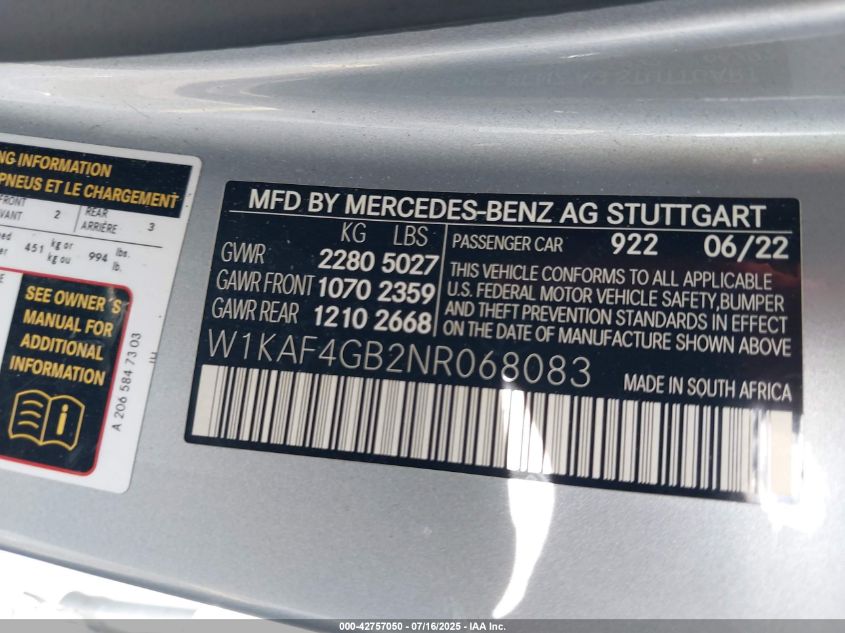 NG INFORMATION
PNEUS ET LE CHARGEMENT
FRONT 2 REAR 3
VANT ARRIÈRE
451 kg or 994 lbs.
kg ou lb.
SEE OWNER'S
MANUAL FOR
ADDITIONAL
INFORMATION
A 206 584 73 03
MFD BY MERCEDES-BENZ AG STUTTGART
KG LBS
GVWR 2280 5027
GAWR FRONT 1070 2359
GAWR REAR 1210 2668
PASSENGER CAR 922 06/22
THIS VEHICLE CONFORMS TO ALL APPLICABLE
U.S. FEDERAL MOTOR VEHICLE SAFETY, BUMPER
AND THEFT PREVENTION STANDARDS IN EFFECT
ON THE DATE OF MANUFACTURE SHOWN ABOVE
W1KAF4GB2NR068083
MADE IN SOUTH AFRICA
000-42757050 - 07/16/2025 - IAA Inc.